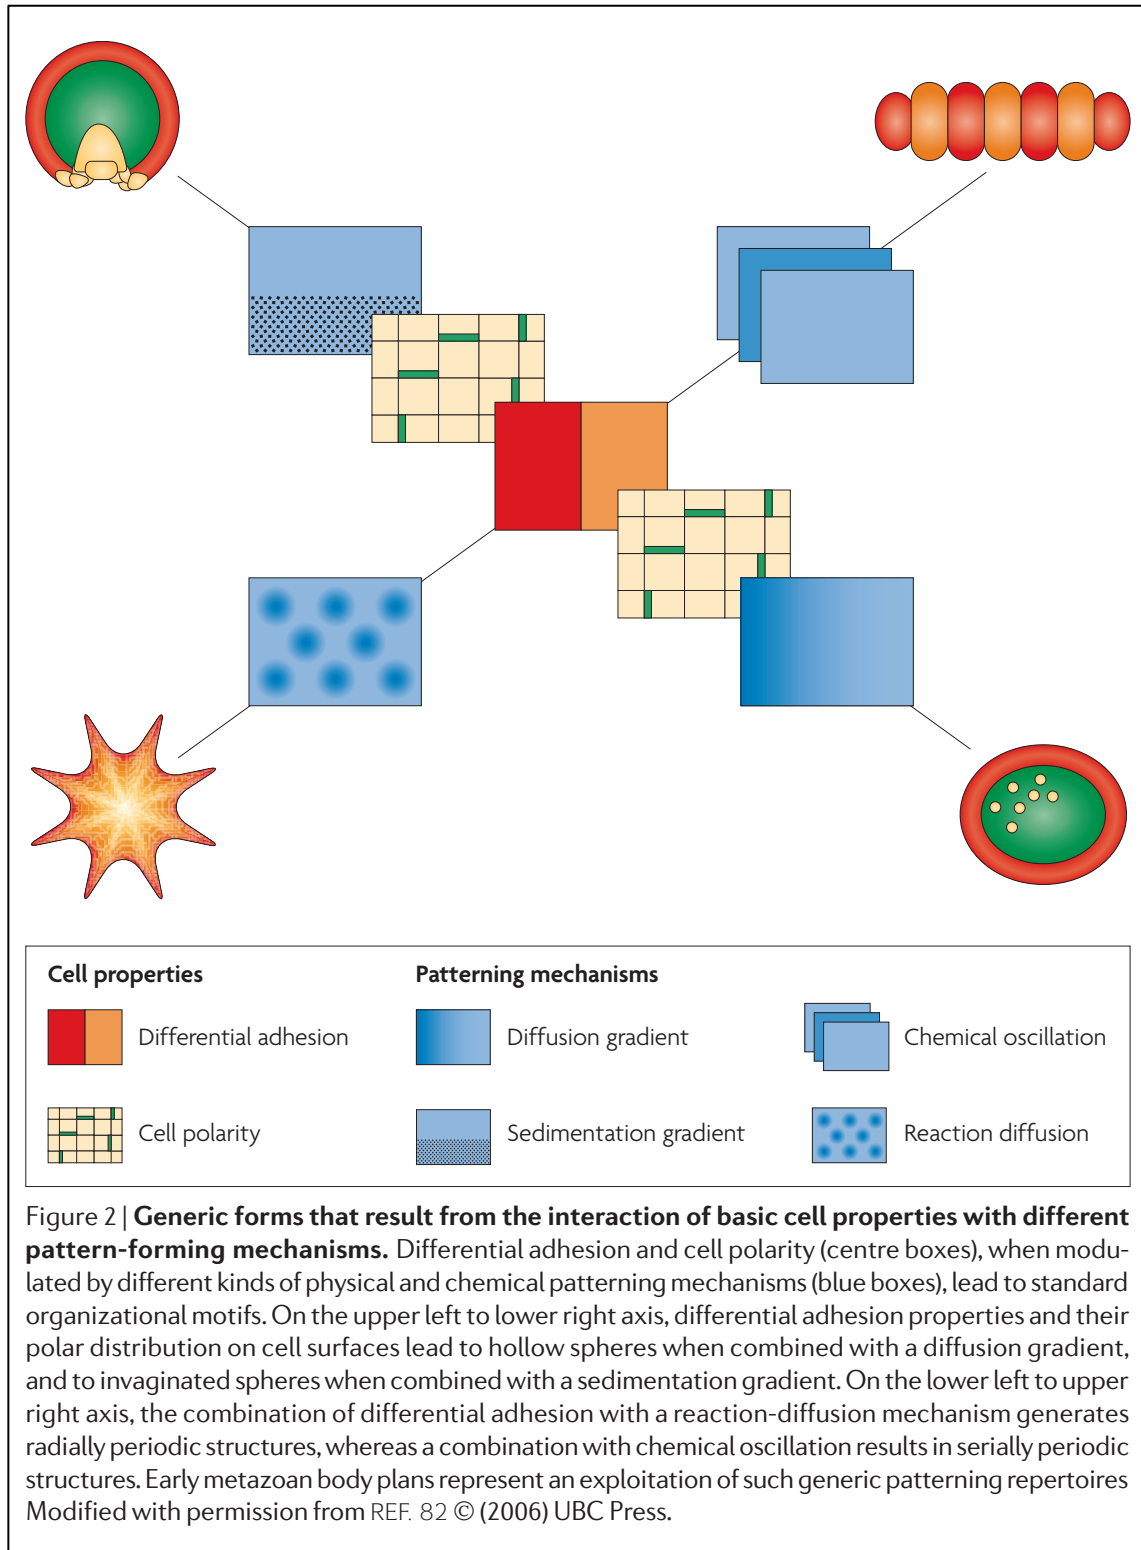 Cell properties
Patterning mechanisms
Differential adhesion
Diffusion gradient
Chemical oscillation
Cell polarity
Sedimentation gradient
Reaction diffusion
Figure 2 | Generic forms that result from the interaction of basic cell properties with different
pattern-forming mechanisms. Differential adhesion and cell polarity (centre boxes), when modu-
lated by different kinds of physical and chemical patterning mechanisms (blue boxes), lead to standard
organizational motifs. On the upper left to lower right axis, differential adhesion properties and their
polar distribution on cell surfaces lead to hollow spheres when combined with a diffusion gradient,
and to invaginated spheres when combined with a sedimentation gradient. On the lower left to upper
right axis, the combination of differential adhesion with a reaction-diffusion mechanism generates
radially periodic structures, whereas a combination with chemical oscillation results in serially periodic
structures. Early metazoan body plans represent an exploitation of such generic patterning repertoires
Modified with permission from REF. 82 © (2006) UBC Press.